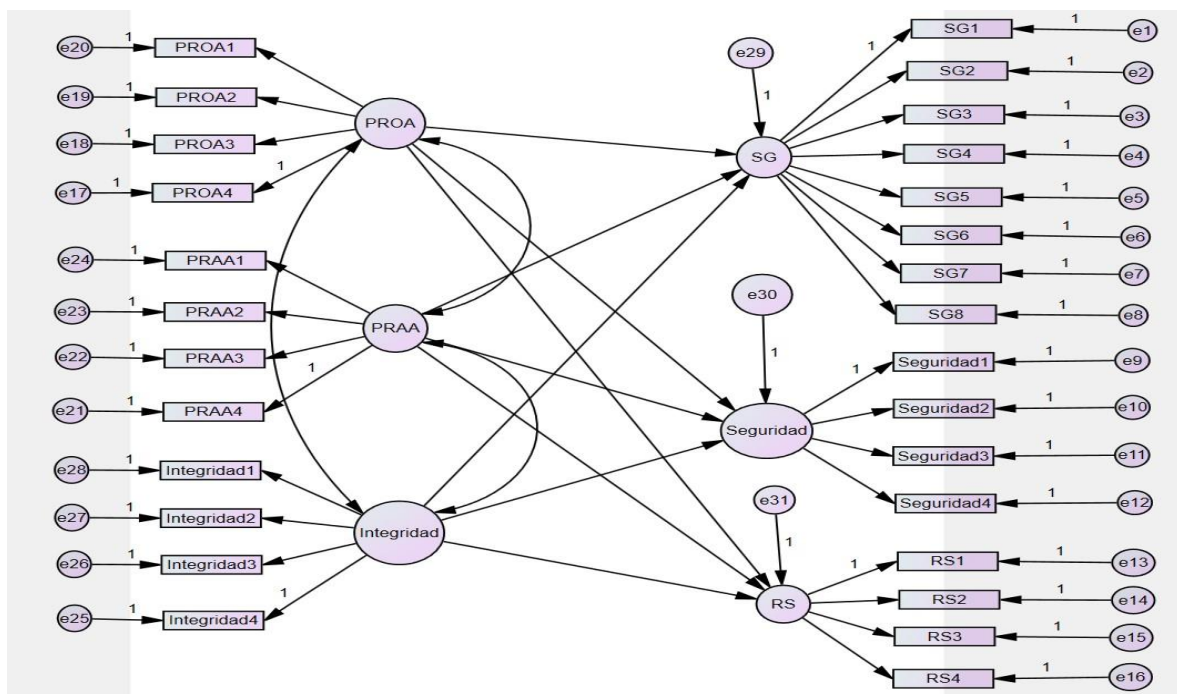 e20 1 PROA1
e19 1 PROA2
e18 1 PROA3
e17 1 PROA4 1
PROA
e24 1 PRAA1
e23 1 PRAA2
e22 1 PRAA3
e21 1 PRAA4 1
PRAA
e28 1 Integridad1
e27 1 Integridad2
e26 1 Integridad3
e25 1 Integridad4 1
Integridad
e29
1
SG
1 SG1 1 e1
SG2 1 e2
SG3 1 e3
SG4 1 e4
SG5 1 e5
SG6 1 e6
SG7 1 e7
SG8 1 e8
e30
1
Seguridad
1 Seguridad1 1 e9
Seguridad2 1 e10
Seguridad3 1 e11
Seguridad4 1 e12
e31
1
RS
1 RS1 1 e13
RS2 1 e14
RS3 1 e15
RS4 1 e16